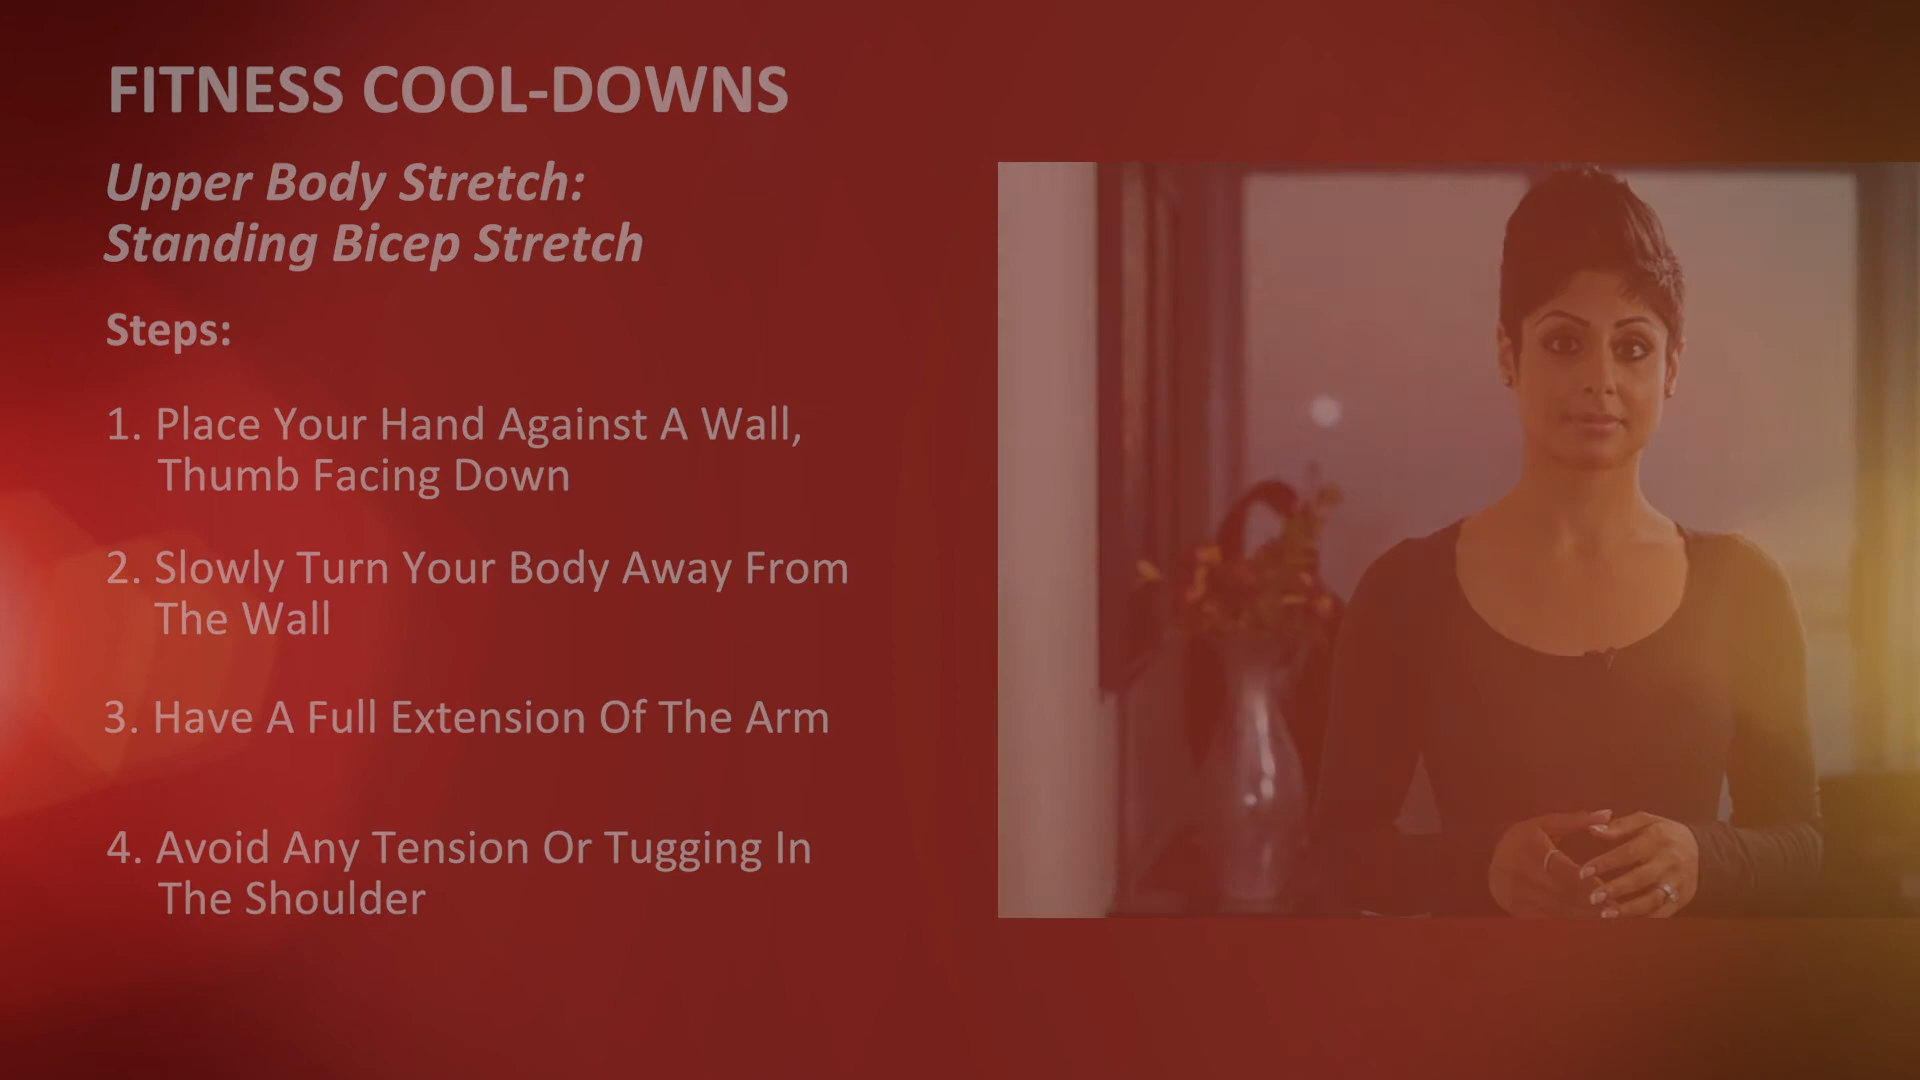 FITNESS COOL-DOWNS
Upper Body Stretch:
Standing Bicep Stretch
Steps:
1. Place Your Hand Against A Wall,
Thumb Facing Down
2. Slowly Turn Your Body Away From
The Wall
3. Have A Full Extension Of The Arm
4. Avoid Any Tension Or Tugging In
The Shoulder